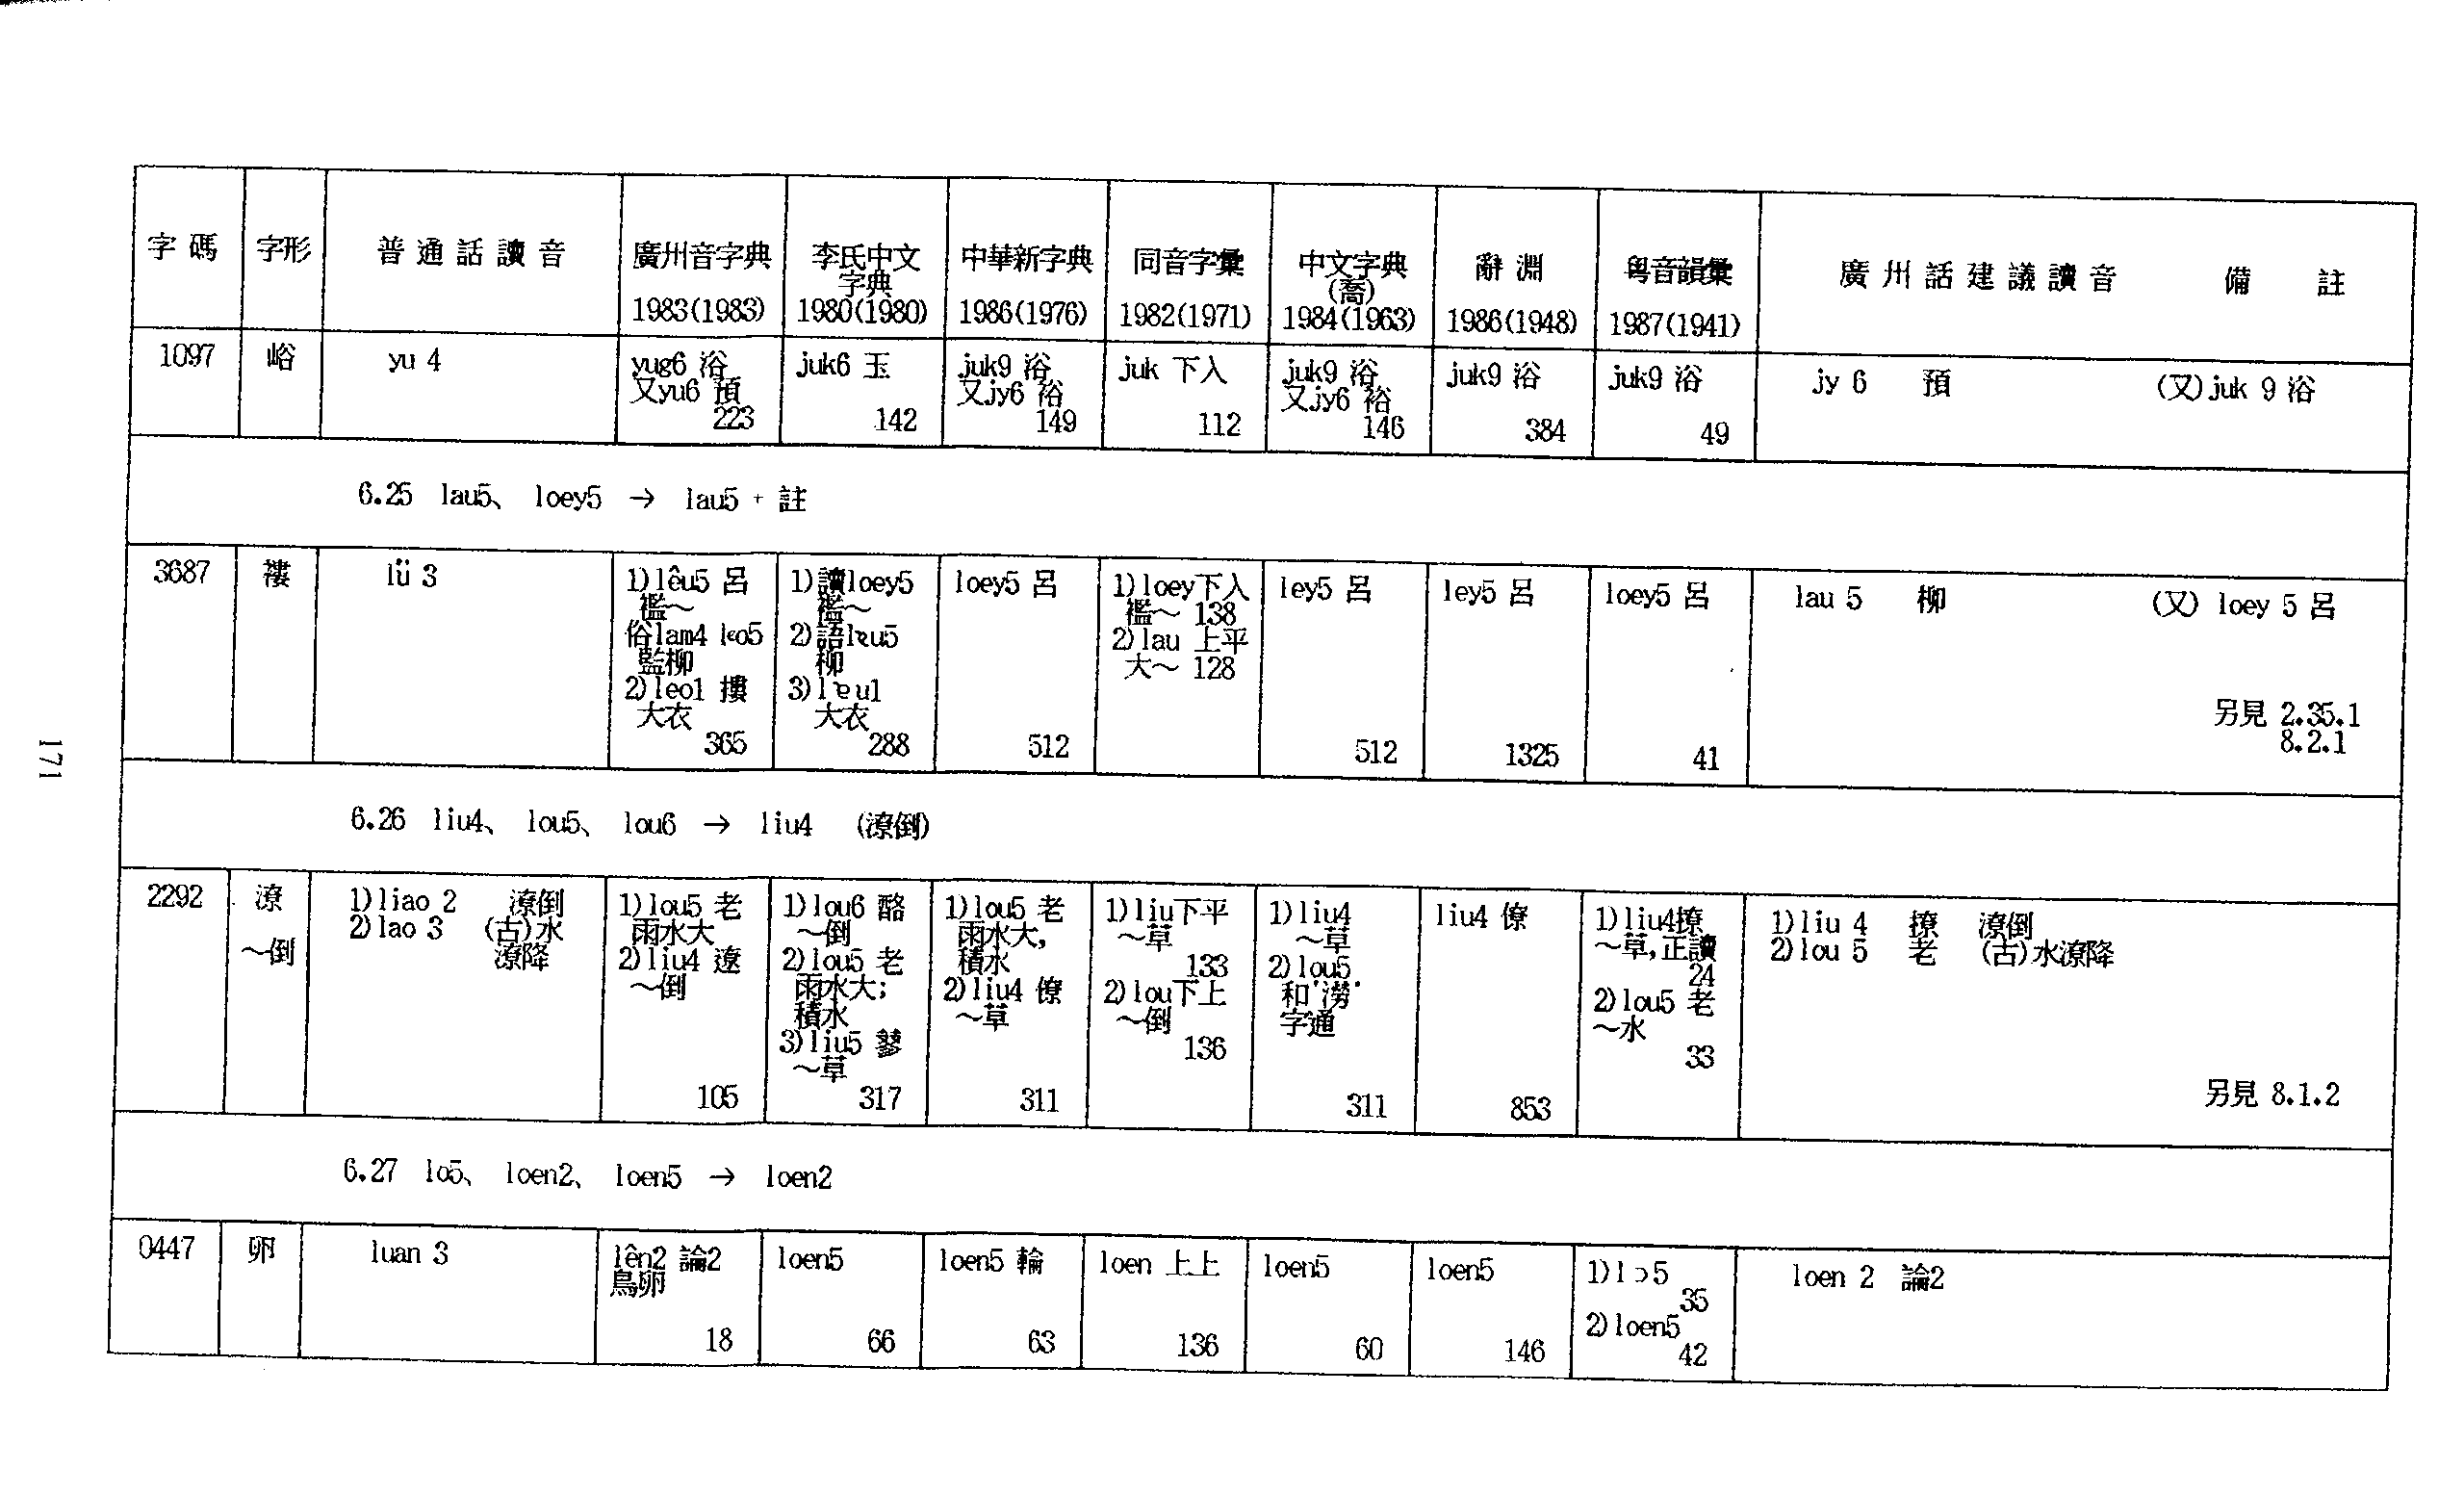 字碼 字形 普通話讀音 廣州音字典 1983(1983) 李氏中文字典 1980(1980) 中華新字典 1986(1976) 同音字彙 1982(1971) 中文字典(喬) 1984(1963) 辭淵 1986(1948) 粵音韻彙 1987(1941) 廣州話建議讀音 備註
1097
峪
yu 4
yug6 浴
又yu6 預
223
juk6 玉
142
juk9 浴
又jy6 裕
149
juk 下入
112
juk9 浴
又jy6 裕
146
juk9 浴
384
juk9 浴
49
jy 6 預 (又)juk 9 浴
6.25 lau5、 loey5 → lau5 + 註
3687
褸
lü 3
1)lêu5 呂
襤～
俗lam4 leo5
藍柳
2)leo1 摟
大衣
365
1)讀loey5
襤～
2)語lɐu5
柳
3)lɐu1
大衣
288
loey5 呂
512
1)loey下入
襤～ 138
2)lau 上平
大～ 128
ley5 呂
512
ley5 呂
1325
loey5 呂
41
lau 5 柳 (又) loey 5 呂
另見 2.35.1
8.2.1
6.26 liu4、 lou5、 lou6 → liu4 (潦倒)
2292
潦
～倒
1)liao 2 潦倒
2)lao 3 (古)水
潦降
1)lou5 老
雨水大
2)liu4 遼
～倒
105
1)lou6 酪
～倒
2)lou5 老
雨水大;
積水
3)liu5 蓼
～草
317
1)lou5 老
雨水大,
積水
2)liu4 僚
～草
311
1)liu下平
～草
133
2)lou下上
～倒
136
1)liu4
～草
2)lou5
和'澇'
字通
311
liu4 僚
853
1)liu4撩
～草,正讀
24
2)lou5 老
～水
33
1)liu 4 撩 潦倒
2)lou 5 老 (古)水潦降
另見 8.1.2
6.27 lo5、 loen2、 loen5 → loen2
0447
卵
luan 3
lên2 論2
鳥卵
18
loen5
66
loen5 輪
63
loen 上上
136
loen5
60
loen5
146
1)lɔ5
35
2)loen5
42
loen 2 論2
171